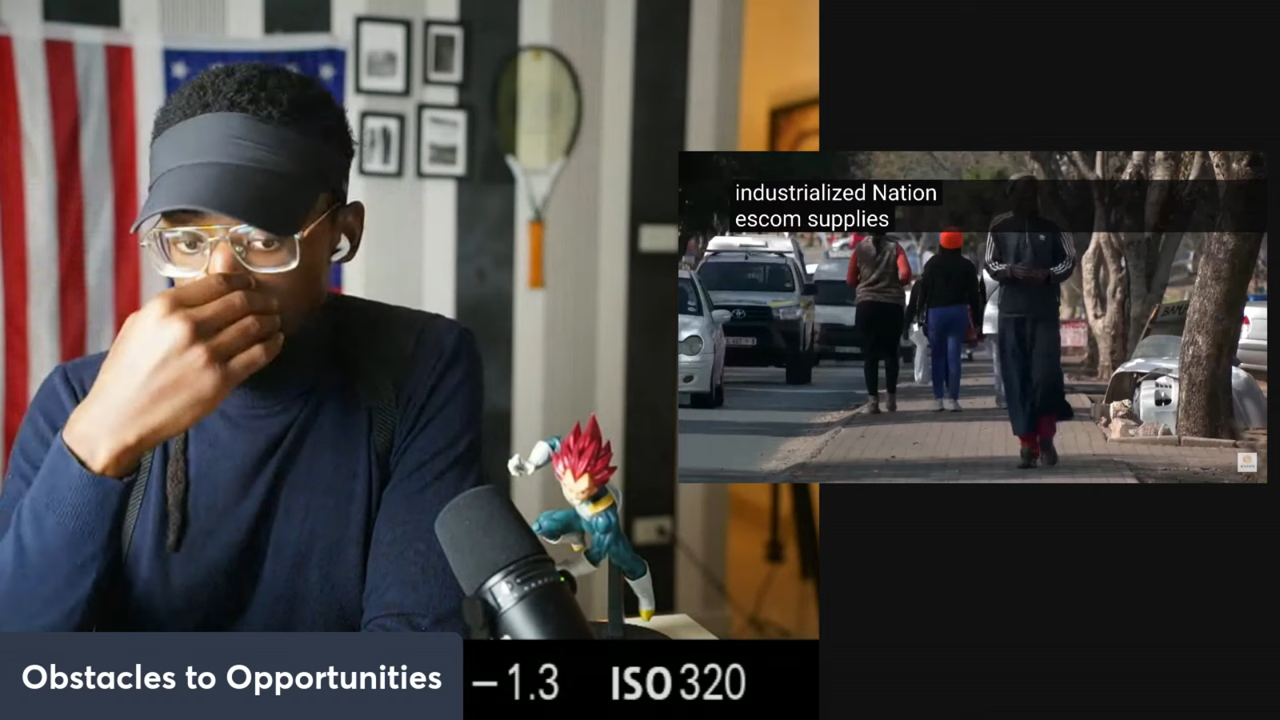 industrialized Nation
escom supplies
Obstacles to Opportunities
– 1.3 ISO 320